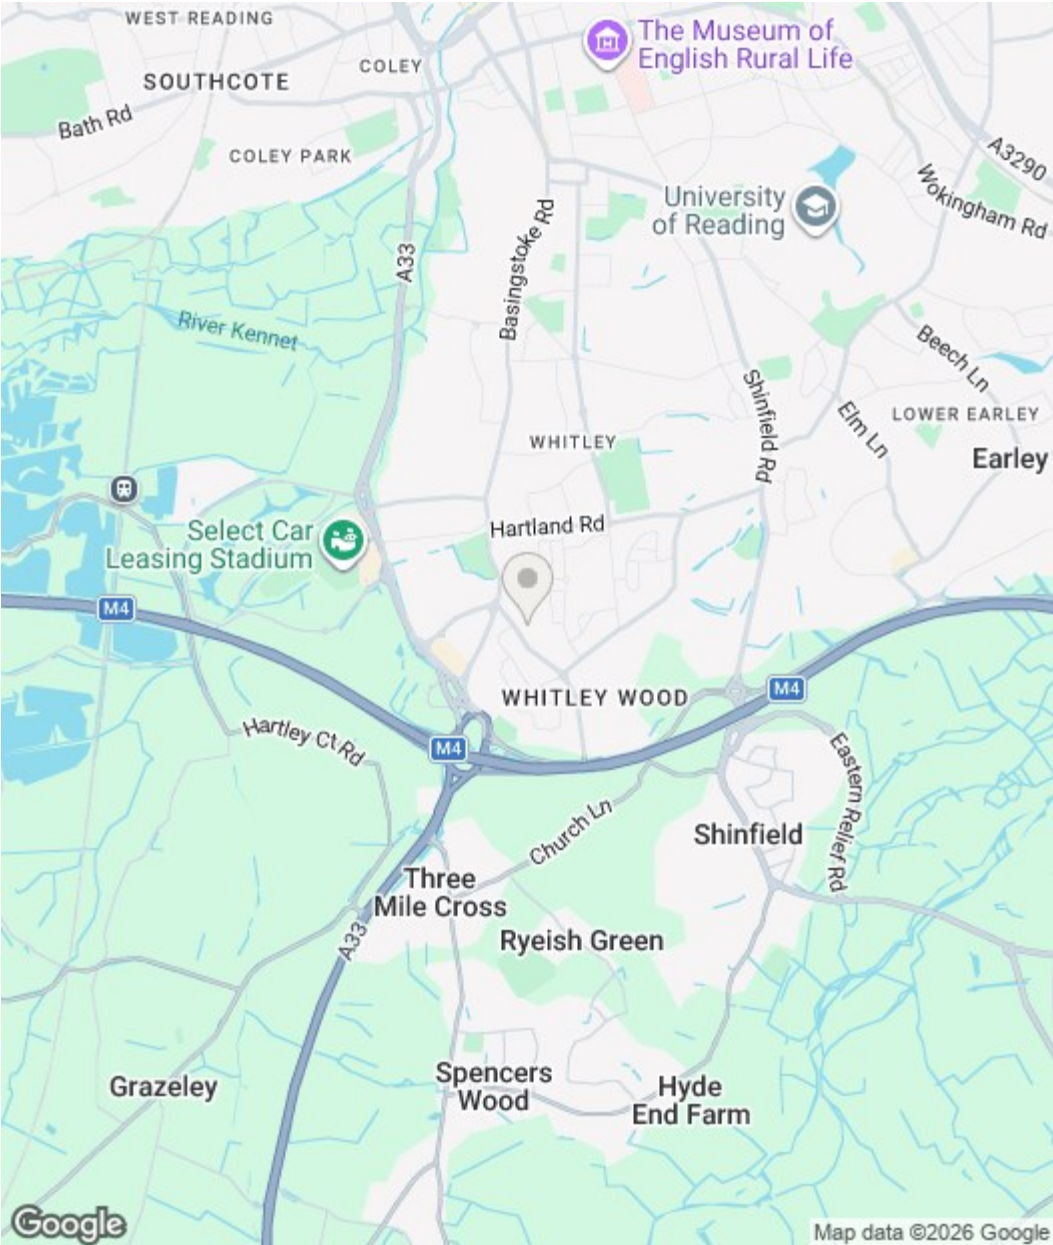 WEST READING
The Museum of
English Rural Life
COLEY
SOUTHCOTE
Bath Rd
A3290
COLEY PARK
Wokingham Rd
University
of Reading
A33
Basingstoke Rd
River Kennet
Beech Ln
Shinfield Rd
Elm Ln
LOWER EARLEY
WHITLEY
Earley
Select Car
Leasing Stadium
Hartland Rd
M4
M4
WHITLEY WOOD
Hartley Ct Rd
M4
Eastern Relief Rd
Church Ln
Shinfield
Three
Mile Cross
A33
Ryeish Green
Grazeley
Spencers
Wood
Hyde
End Farm
Google
Map data ©2026 Google